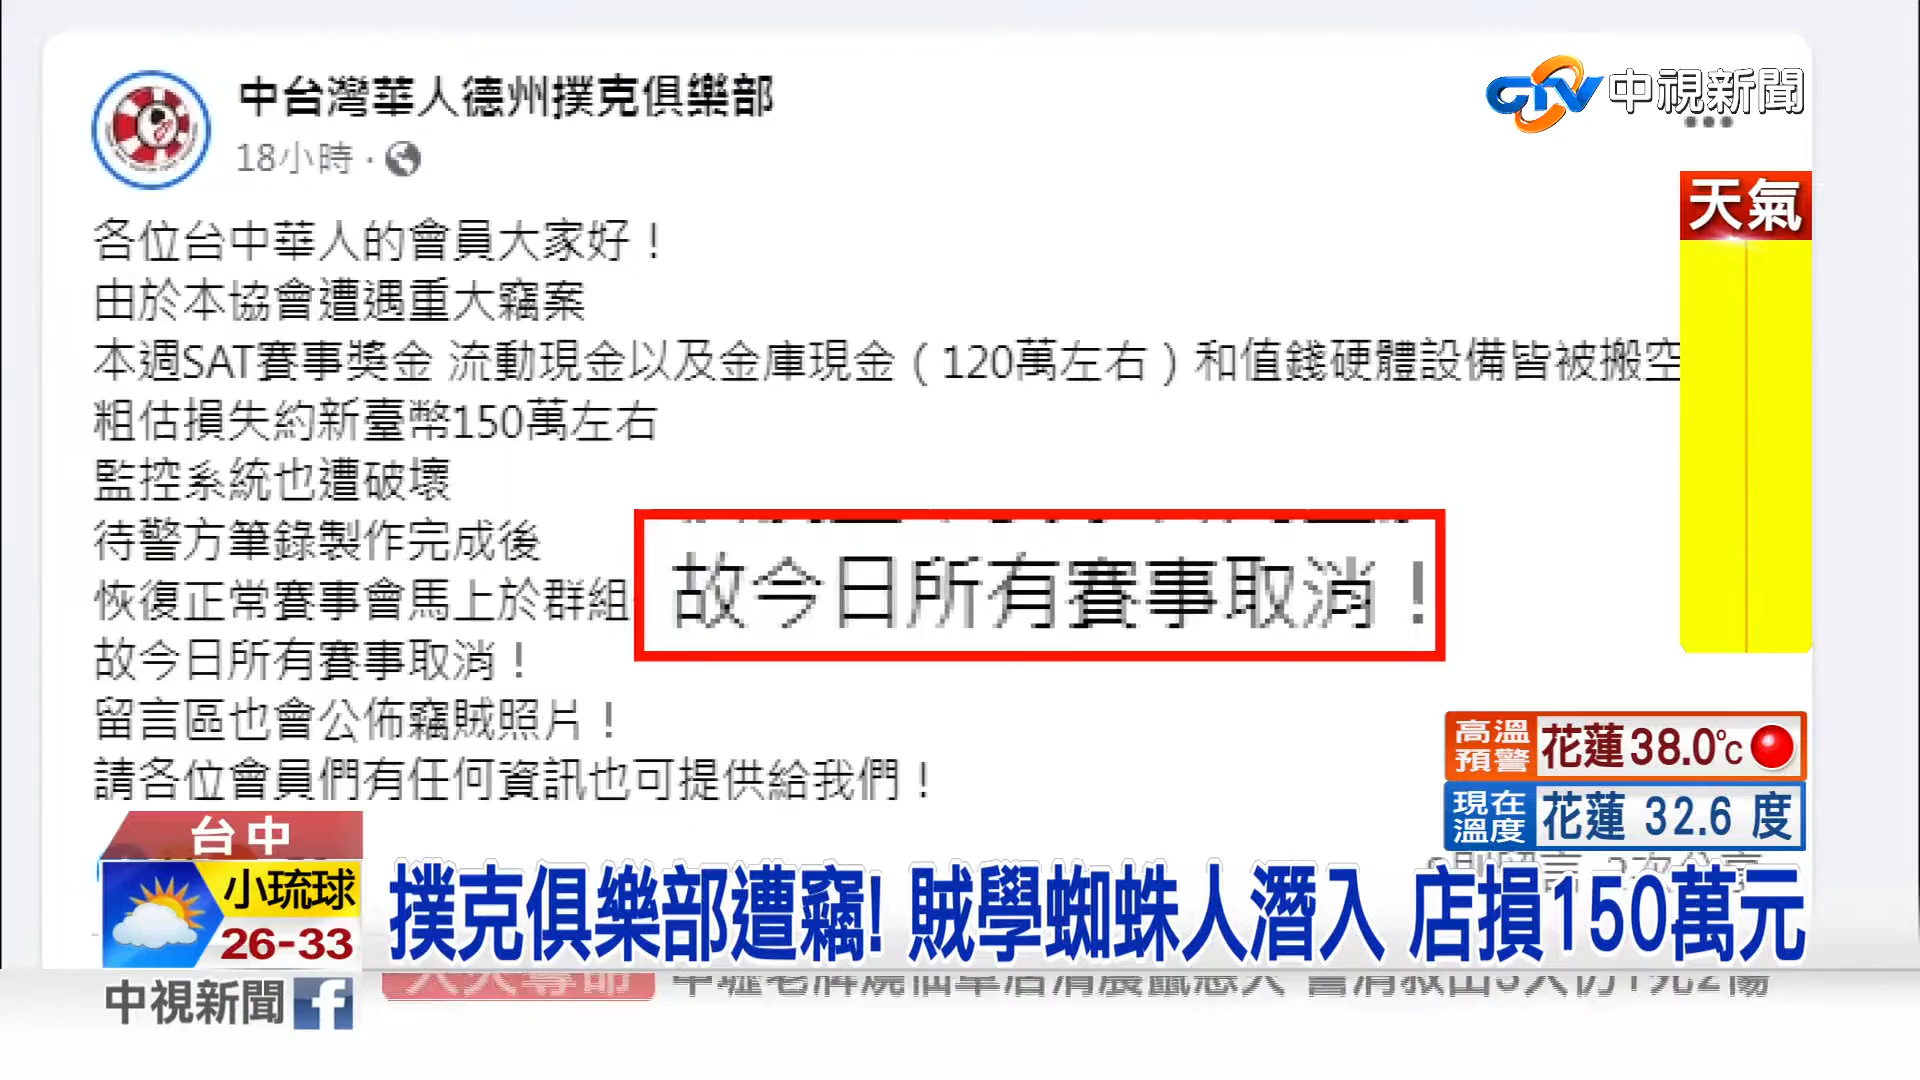 中台灣華人德州撲克俱樂部
18小時
CTV中視新聞
天氣
各位台中華人的會員大家好！
由於本協會遭遇重大竊案
本週SAT賽事獎金 流動現金以及金庫現金（120萬左右）和值錢硬體設備皆被搬空
粗估損失約新臺幣150萬左右
監控系統也遭破壞
待警方筆錄製作完成後
恢復正常賽事會馬上於群組
故今日所有賽事取消！
故今日所有賽事取消！
留言區也會公佈竊賊照片！
請各位會員們有任何資訊也可提供給我們！
高溫預警 花蓮38.0℃
現在溫度 花蓮 32.6 度
台中
小琉球
26-33
撲克俱樂部遭竊! 賊學蜘蛛人潛入 店損150萬元
中視新聞